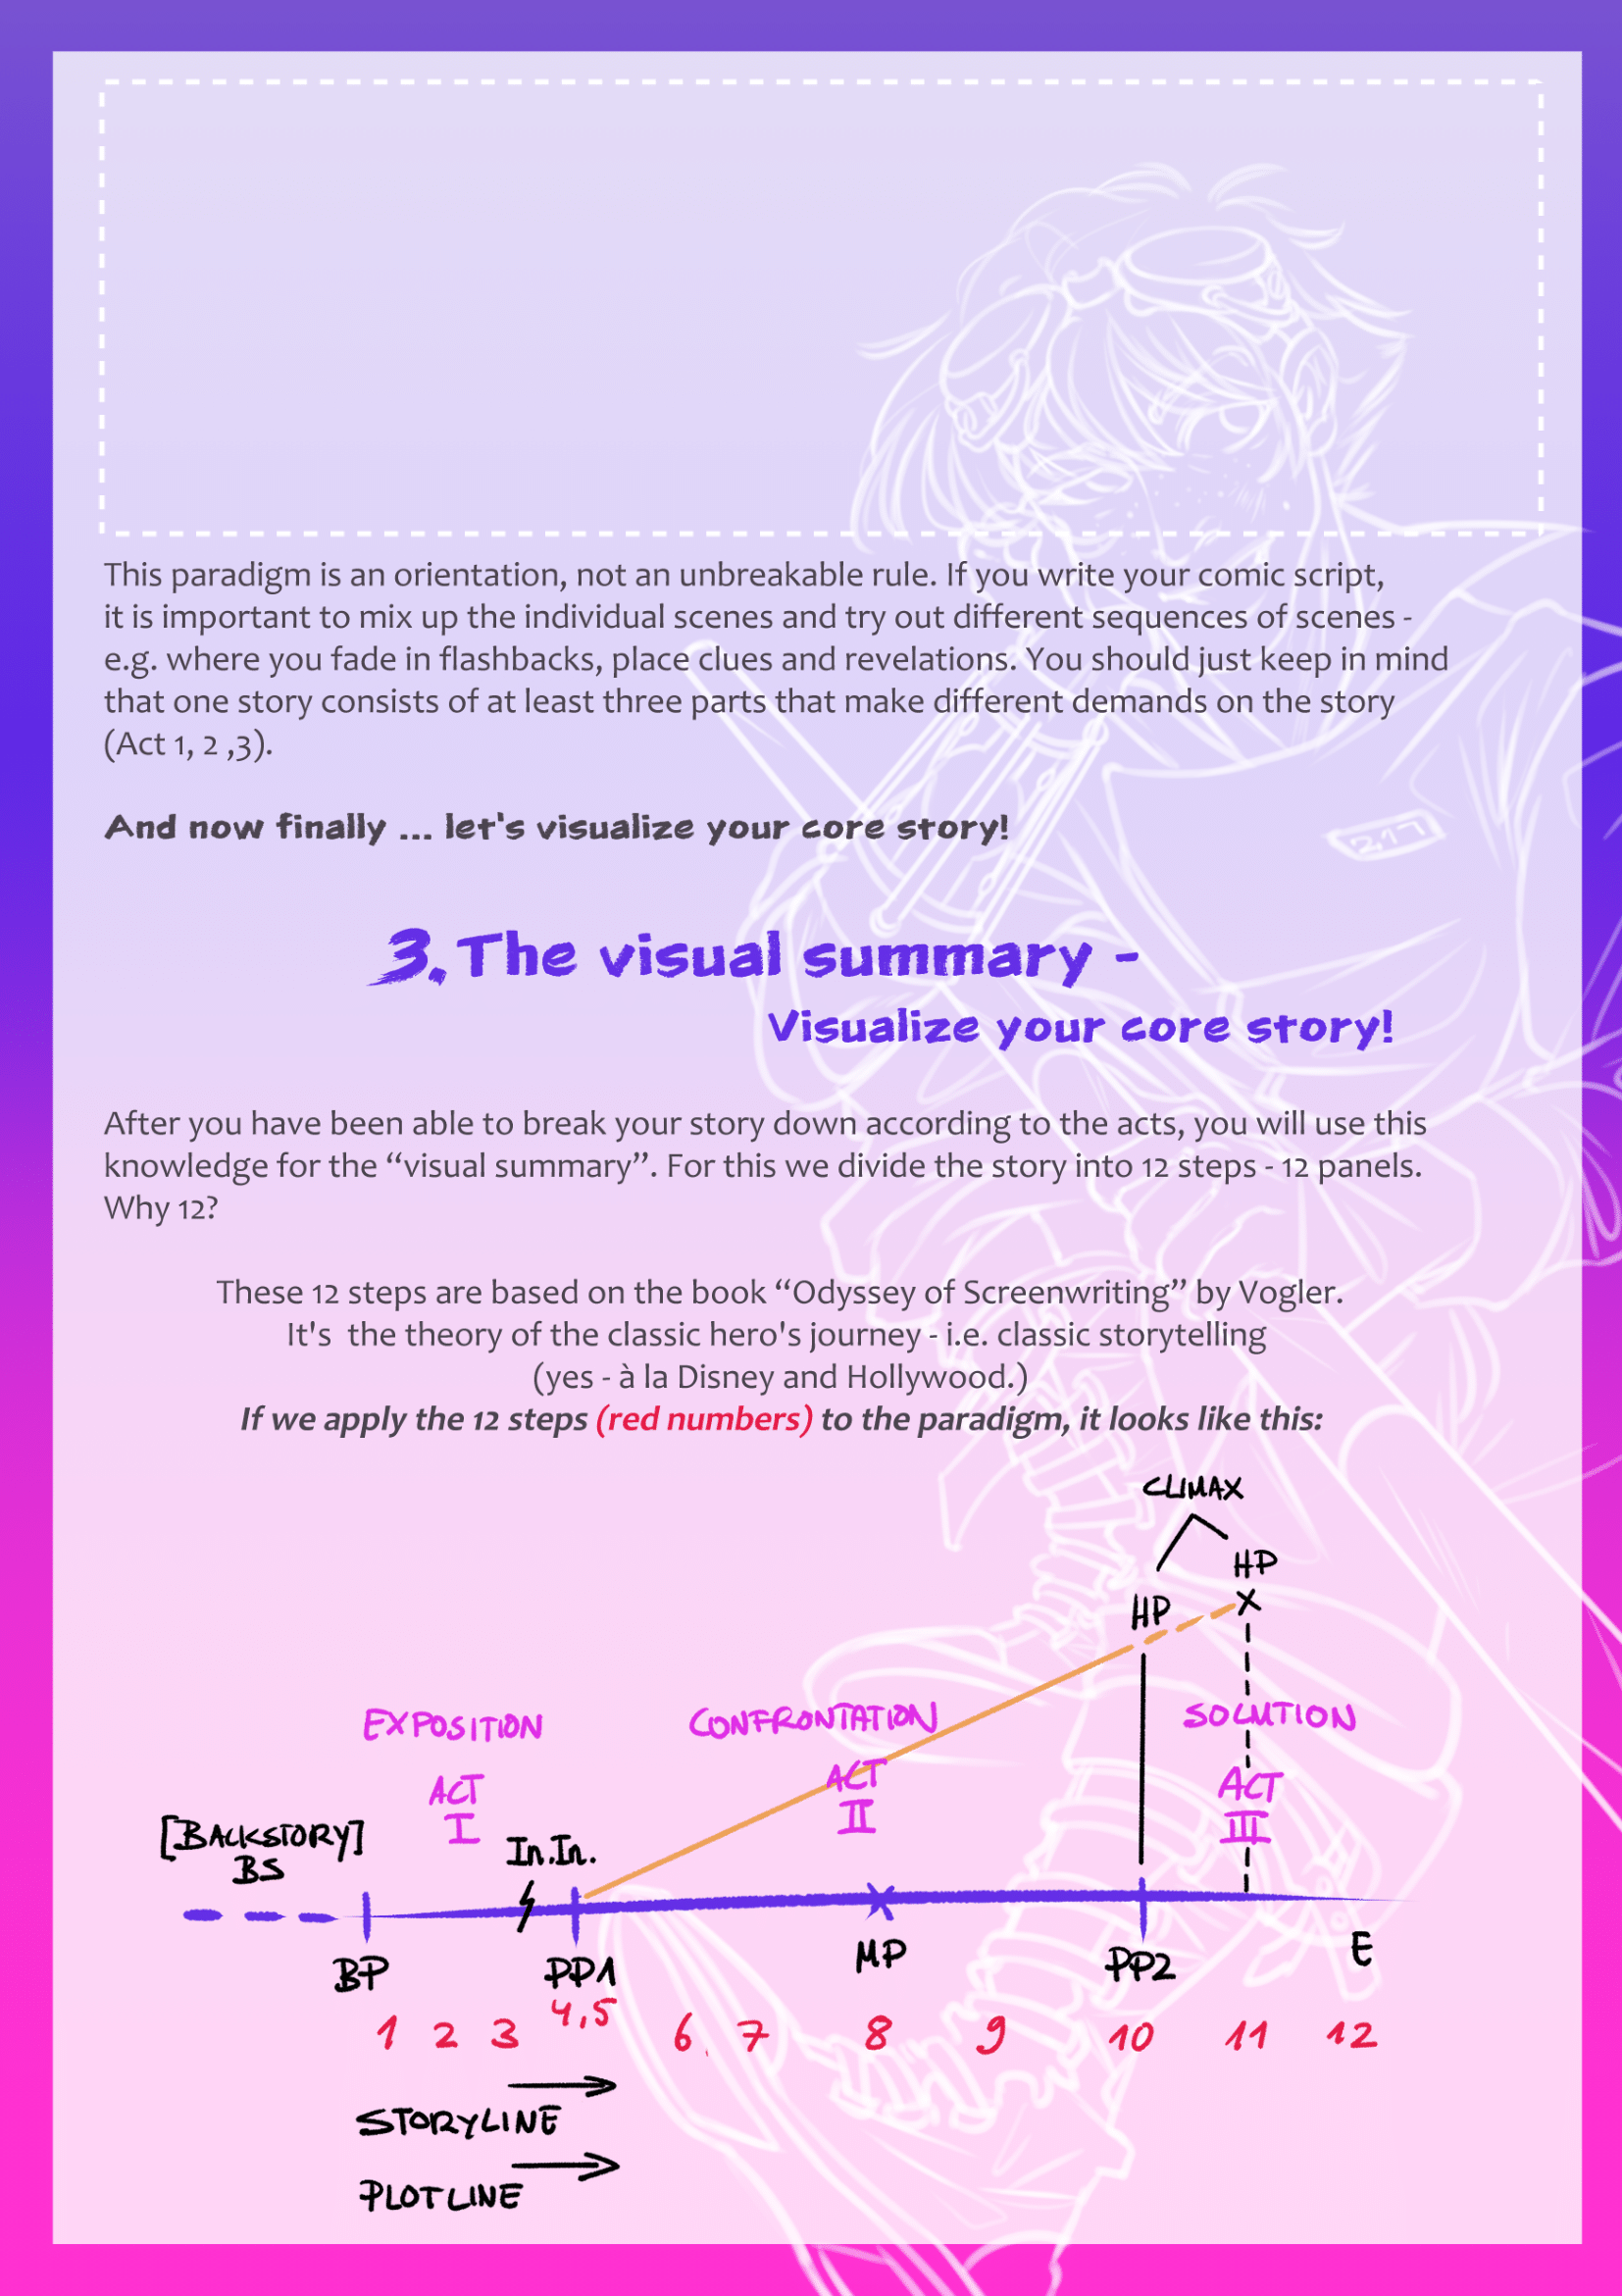 This paradigm is an orientation, not an unbreakable rule. If you write your comic script,
it is important to mix up the individual scenes and try out different sequences of scenes -
e.g. where you fade in flashbacks, place clues and revelations. You should just keep in mind
that one story consists of at least three parts that make different demands on the story
(Act 1, 2 ,3).
And now finally ... let's visualize your core story!
217
3. The visual summary -
Visualize your core story!
After you have been able to break your story down according to the acts, you will use this
knowledge for the “visual summary”. For this we divide the story into 12 steps - 12 panels.
Why 12?
These 12 steps are based on the book “Odyssey of Screenwriting” by Vogler.
It's the theory of the classic hero's journey - i.e. classic storytelling
(yes - à la Disney and Hollywood.)
If we apply the 12 steps (red numbers) to the paradigm, it looks like this:
CLIMAX
HP
HP
EXPOSITION CONFRONTATION SOLUTION
ACT I ACT II ACT III
[BACKSTORY]
BS
In.In.
BP PP1 MP PP2 E
1 2 3 4,5 6, 7 8 9 10 11 12
STORYLINE
PLOTLINE